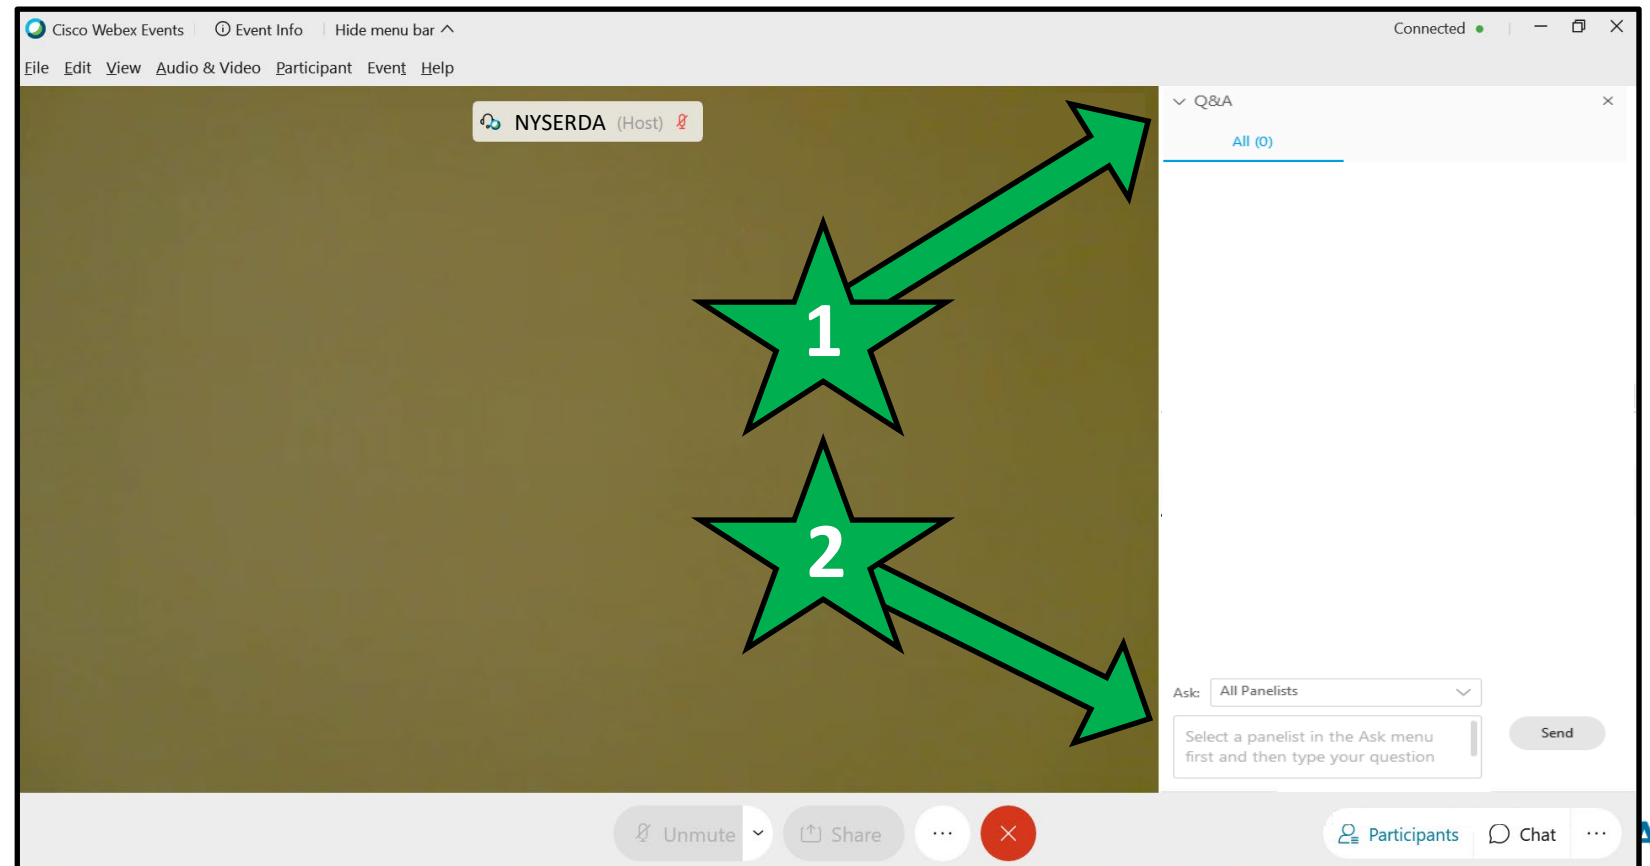 Cisco Webex Events Event Info Hide menu bar Connected
File Edit View Audio & Video Participant Event Help
NYSERDA (Host)
Q&A
All (0)
1
2
Ask: All Panelists
Select a panelist in the Ask menu
first and then type your question
Send
Unmute Share ... Participants Chat ...